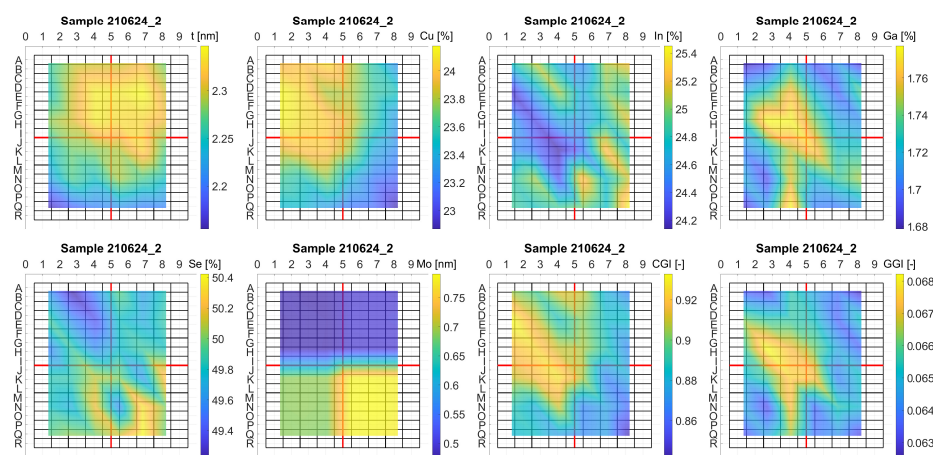 Sample 210624_2
t [nm]
0 1 2 3 4 5 6 7 8 9
A
B
C
D
E
F
G
H
I
J
K
L
M
N
O
P
Q
R
2.3
2.25
2.2
Sample 210624_2
Cu [%]
0 1 2 3 4 5 6 7 8 9
A
B
C
D
E
F
G
H
I
J
K
L
M
N
O
P
Q
R
24
23.8
23.6
23.4
23.2
23
Sample 210624_2
In [%]
0 1 2 3 4 5 6 7 8 9
A
B
C
D
E
F
G
H
I
J
K
L
M
N
O
P
Q
R
25.4
25.2
25
24.8
24.6
24.4
24.2
Sample 210624_2
Ga [%]
0 1 2 3 4 5 6 7 8 9
A
B
C
D
E
F
G
H
I
J
K
L
M
N
O
P
Q
R
1.76
1.74
1.72
1.7
1.68
Sample 210624_2
Se [%]
0 1 2 3 4 5 6 7 8 9
A
B
C
D
E
F
G
H
I
J
K
L
M
N
O
P
Q
R
50.4
50.2
50
49.8
49.6
49.4
Sample 210624_2
Mo [nm]
0 1 2 3 4 5 6 7 8 9
A
B
C
D
E
F
G
H
I
J
K
L
M
N
O
P
Q
R
0.75
0.7
0.65
0.6
0.55
0.5
Sample 210624_2
CGI [-]
0 1 2 3 4 5 6 7 8 9
A
B
C
D
E
F
G
H
I
J
K
L
M
N
O
P
Q
R
0.92
0.9
0.88
0.86
Sample 210624_2
GGI [-]
0 1 2 3 4 5 6 7 8 9
A
B
C
D
E
F
G
H
I
J
K
L
M
N
O
P
Q
R
0.068
0.067
0.066
0.065
0.064
0.063